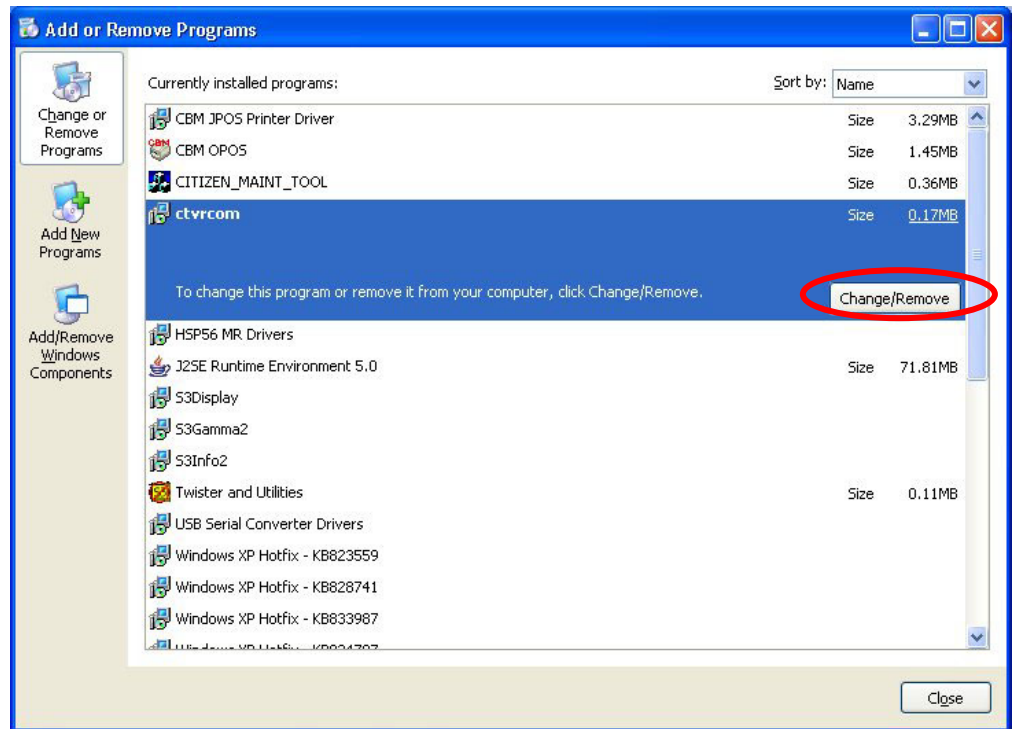 Add or Remove Programs
Change or
Remove
Programs
Add New
Programs
Add/Remove
Windows
Components
Currently installed programs:
Sort by: Name
CBM JPOS Printer Driver Size 3.29MB
CBM OPOS Size 1.45MB
CITIZEN_MAINT_TOOL Size 0.36MB
ctvrcom Size 0.17MB
To change this program or remove it from your computer, click Change/Remove. Change/Remove
HSP56 MR Drivers
J2SE Runtime Environment 5.0 Size 71.81MB
S3Display
S3Gamma2
S3Info2
Twister and Utilities Size 0.11MB
USB Serial Converter Drivers
Windows XP Hotfix - KB823559
Windows XP Hotfix - KB828741
Windows XP Hotfix - KB833987
Windows XP Hotfix
Close